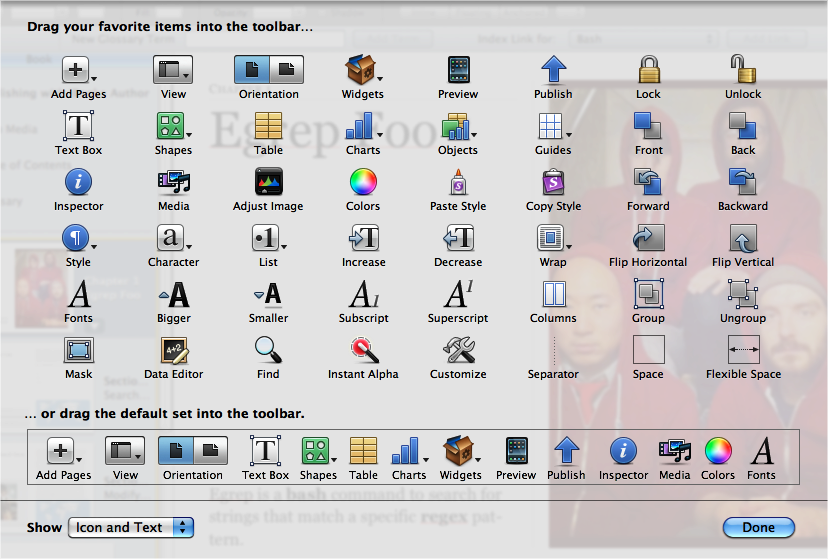 Drag your favorite items into the toolbar...
Add Pages View Orientation Widgets Preview Publish Lock Unlock
T
Text Box Shapes Table Charts Objects Guides Front Back
Inspector Media Adjust Image Colors Paste Style Copy Style Forward Backward
Style Character List Increase Decrease Wrap Flip Horizontal Flip Vertical
Fonts Bigger Smaller Subscript Superscript Columns Group Ungroup
Mask Data Editor Find Instant Alpha Customize Separator Space Flexible Space
... or drag the default set into the toolbar.
Add Pages View Orientation Text Box Shapes Table Charts Widgets Preview Publish Inspector Media Colors Fonts
Egrep is a bash command to search for
strings that match a specific regex pat-
tern.
Show Icon and Text Done